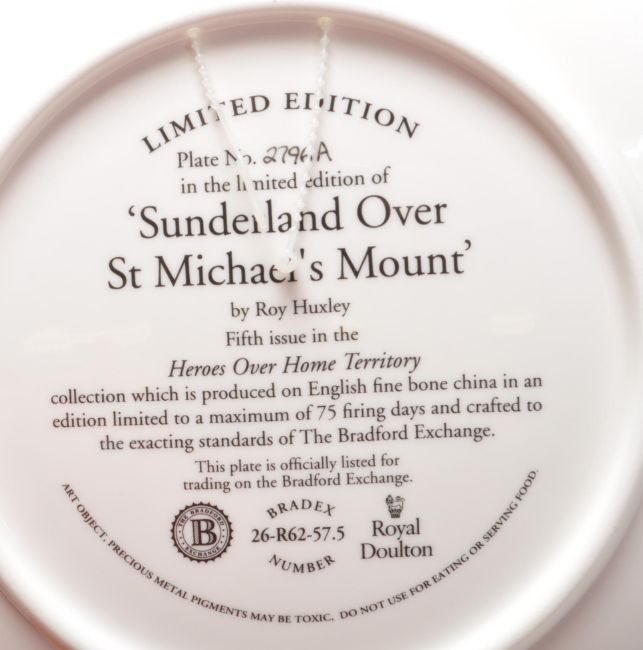 LIMITED EDITION
Plate No. 2796A
in the limited edition of
‘Sunderland Over
St Michael's Mount’
by Roy Huxley
Fifth issue in the
Heroes Over Home Territory
collection which is produced on English fine bone china in an
edition limited to a maximum of 75 firing days and crafted to
the exacting standards of The Bradford Exchange.
This plate is officially listed for
trading on the Bradford Exchange.
THE BRADFORD
B
EXCHANGE
BRADEX
26-R62-57.5
NUMBER
Royal
Doulton
ART OBJECT, PRECIOUS METAL PIGMENTS MAY BE TOXIC, DO NOT USE FOR EATING OR SERVING FOOD.